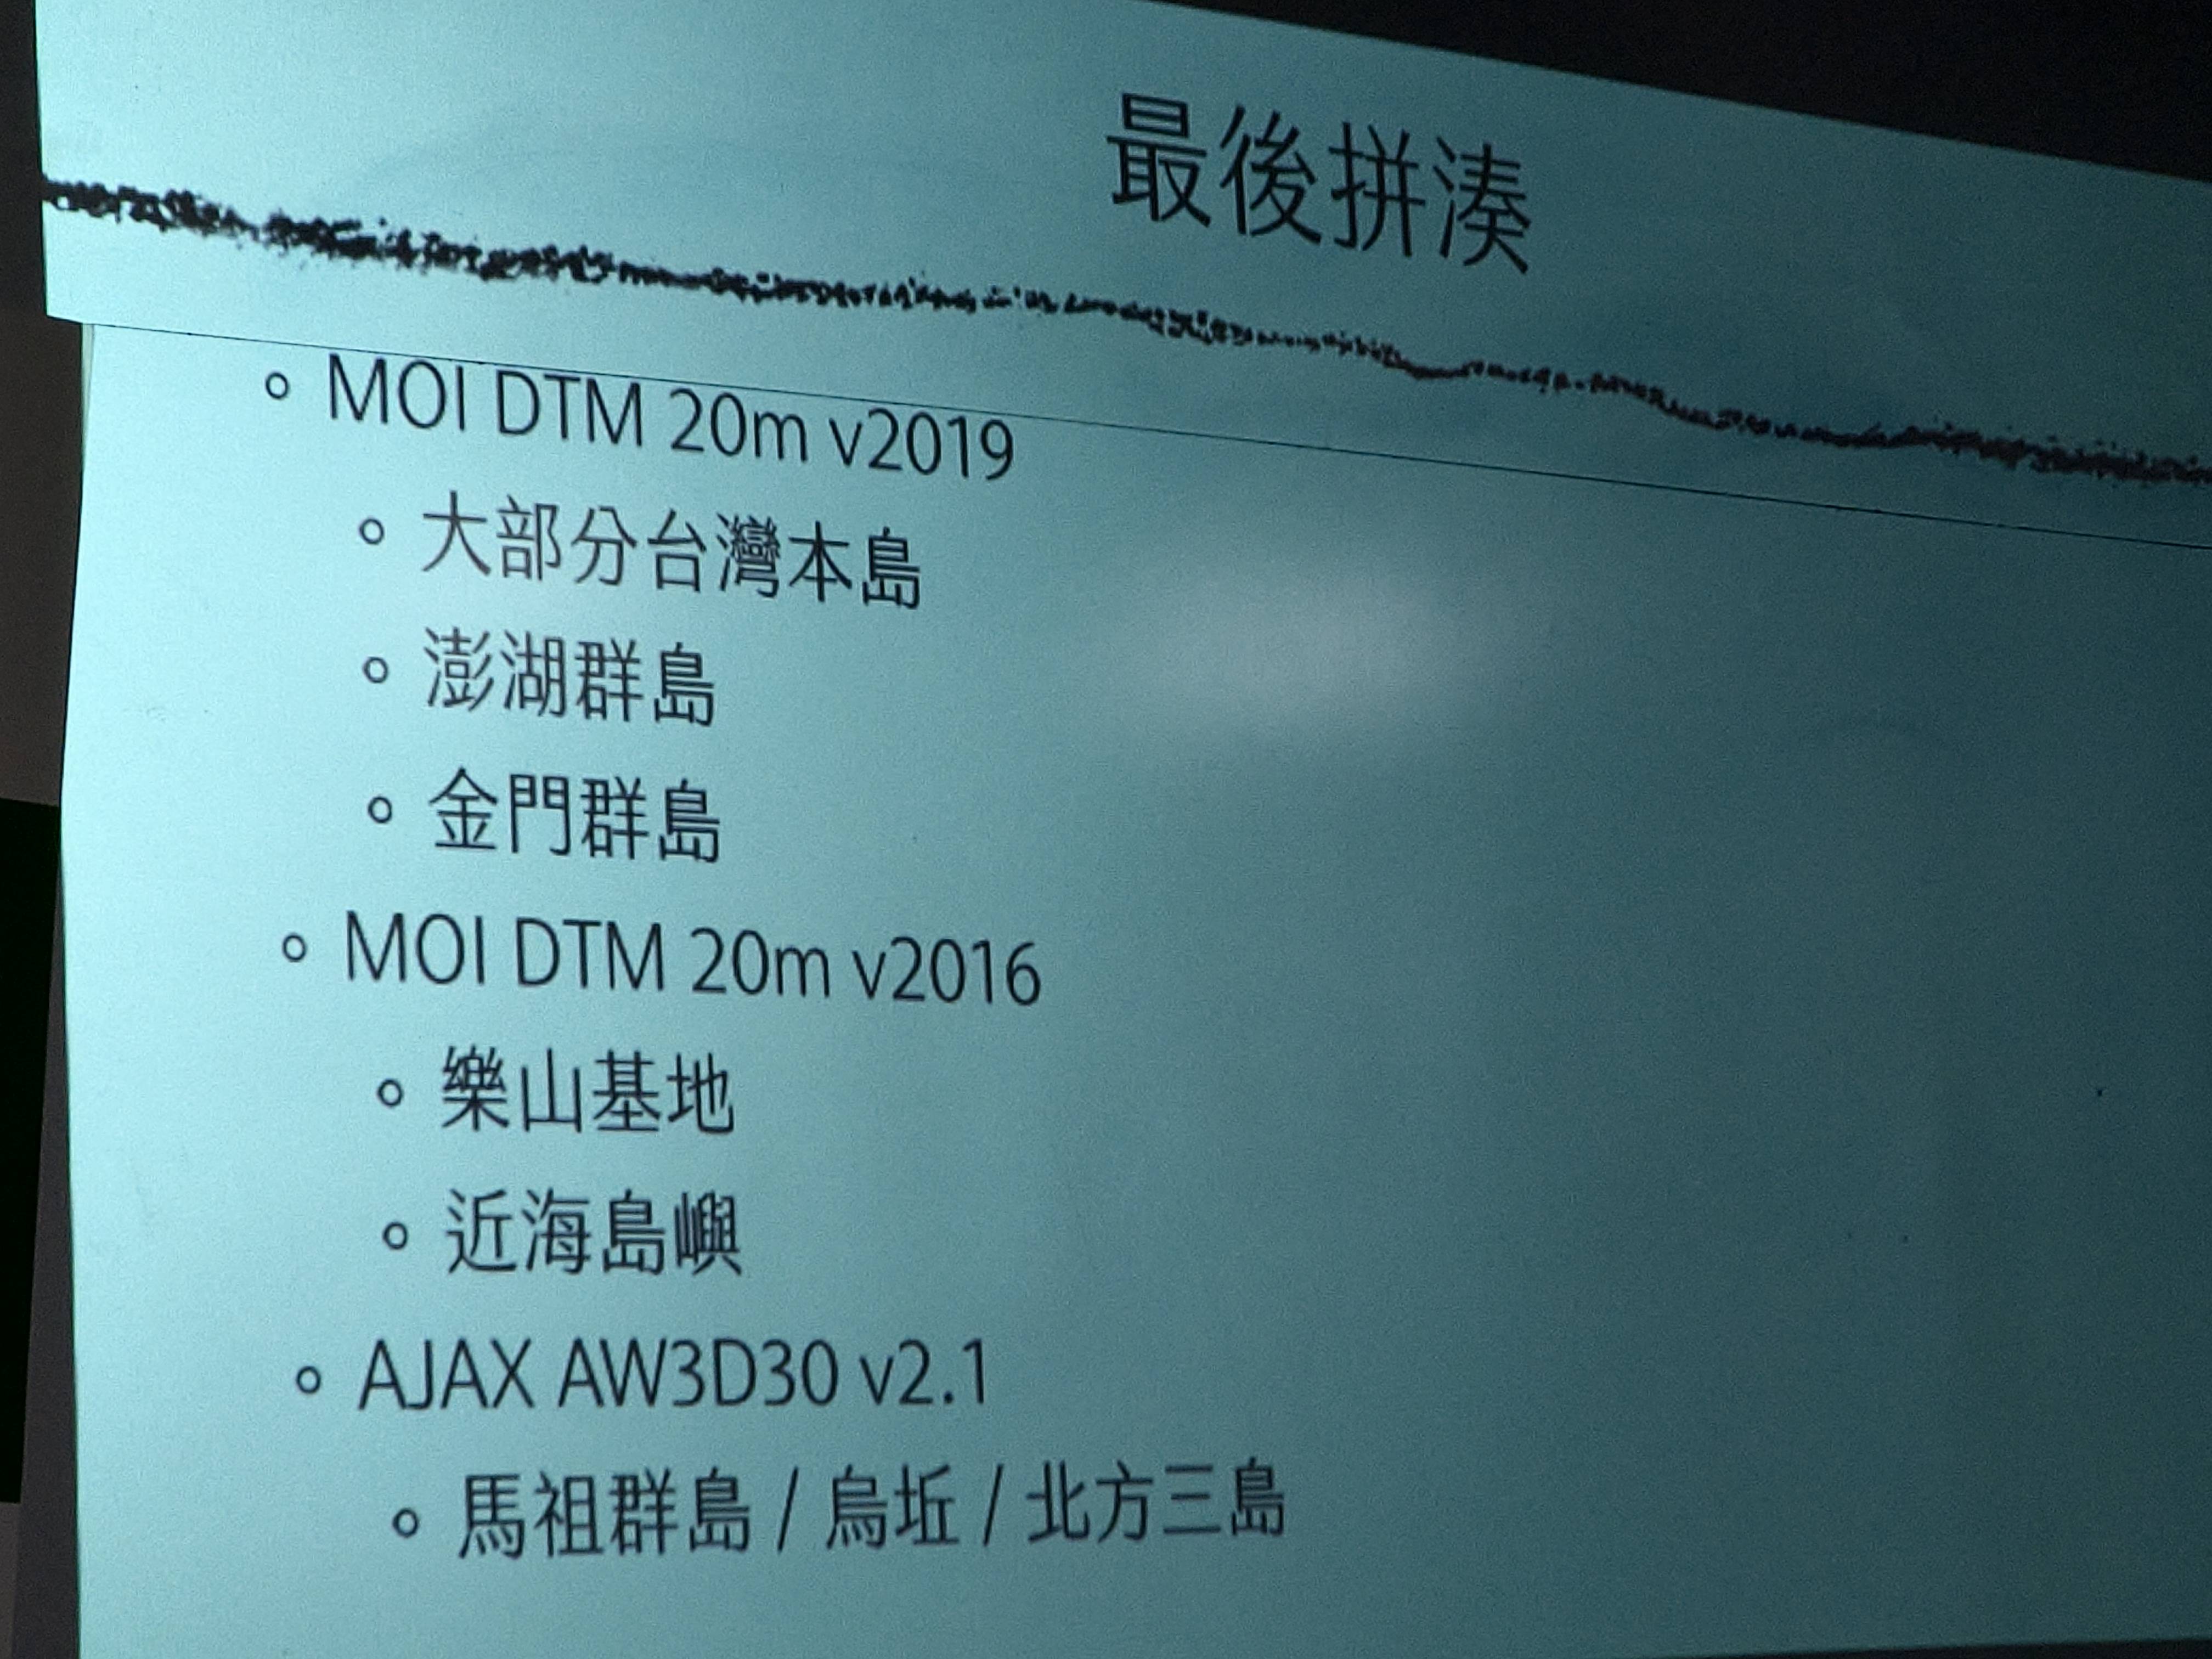 最後拼湊
MOI DTM 20m v2019
大部分台灣本島
澎湖群島
金門群島
MOI DTM 20m v2016
樂山基地
近海島嶼
AJAX AW3D30 v2.1
馬祖群島 / 烏坵 / 北方三島